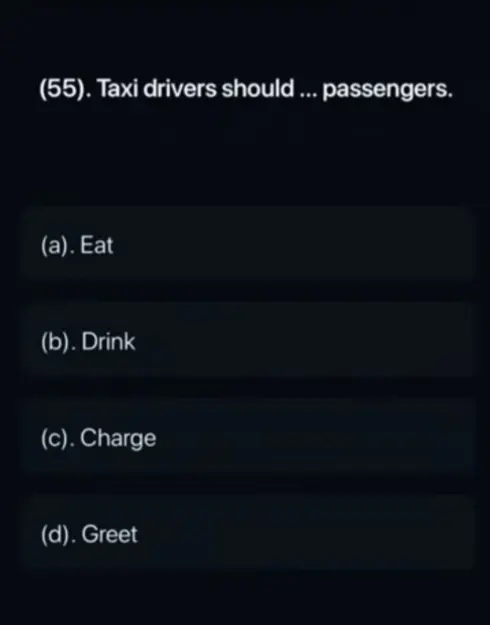 (55). Taxi drivers should ... passengers.
(a). Eat
(b). Drink
(c). Charge
(d). Greet